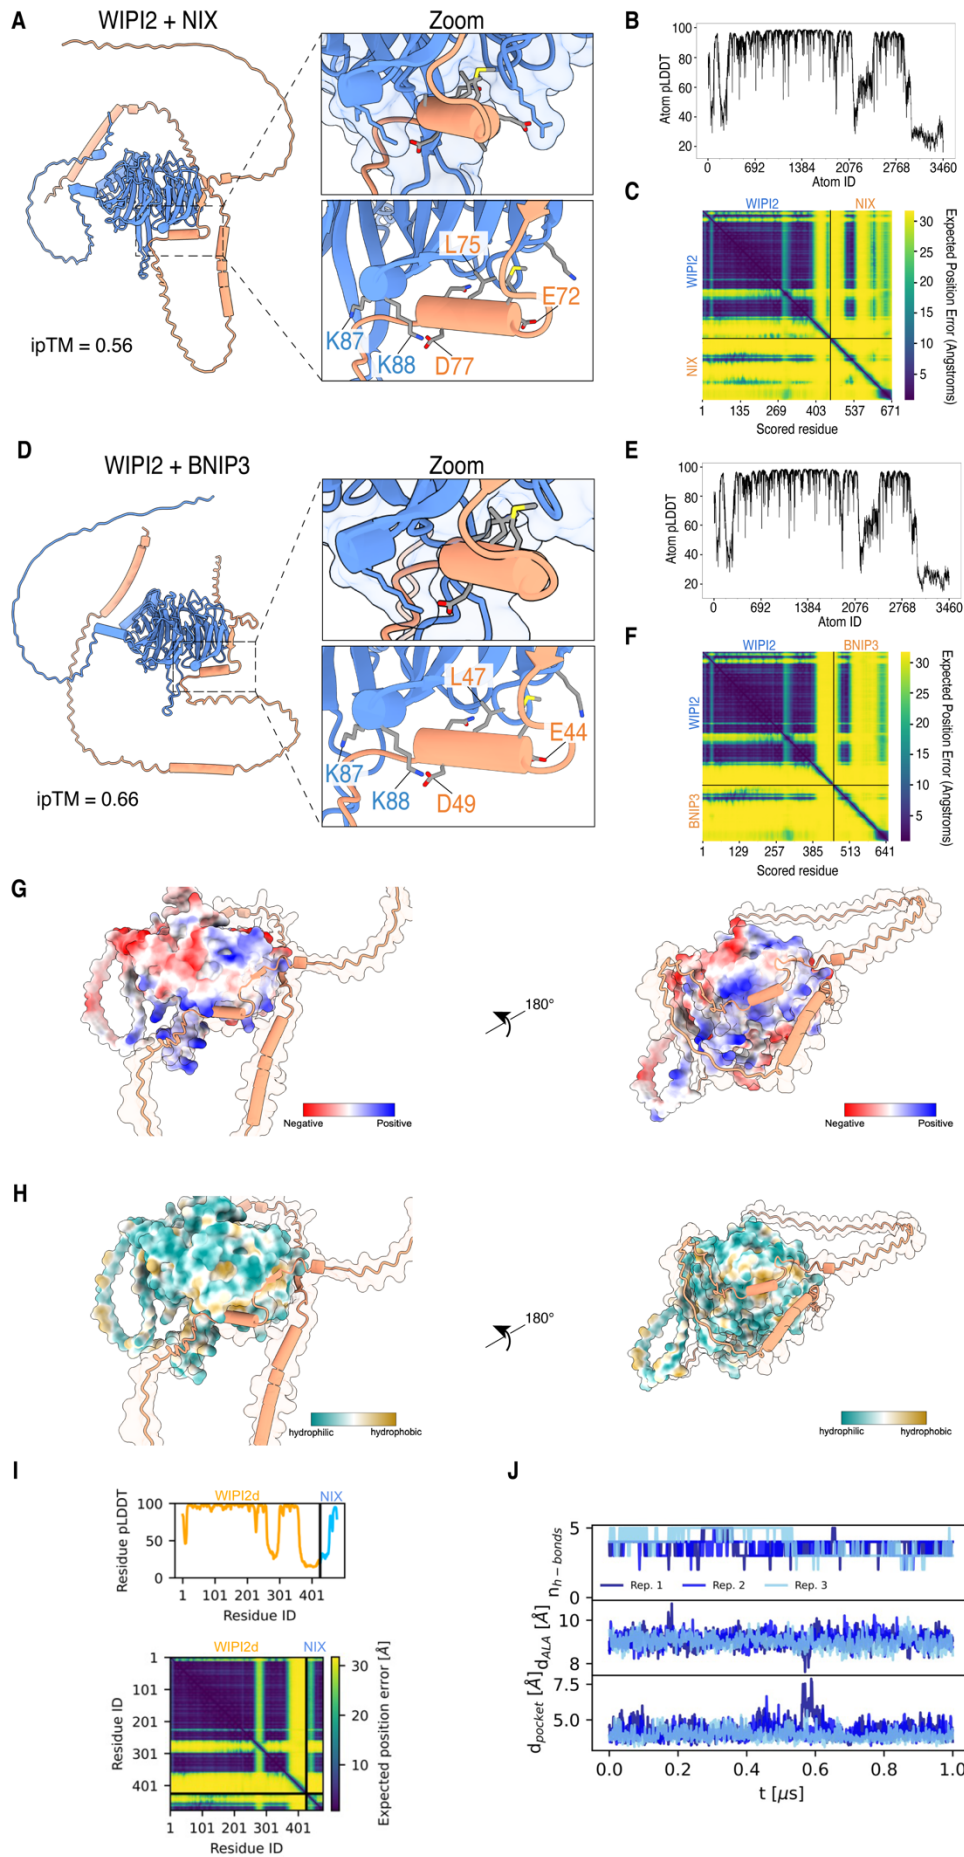 A
WIPI2 + NIX
Zoom
L75
E72
K87
K88
D77
ipTM = 0.56
B
Atom pLDDT
100
80
60
40
20
0
692
1384
2076
2768
3460
Atom ID
C
WIPI2
NIX
WIPI2
NIX
1
135
269
403
537
671
Scored residue
30
25
20
15
10
5
Expected Position Error (Angstroms)
D
WIPI2 + BNIP3
Zoom
L47
E44
K87
K88
D49
ipTM = 0.66
E
Atom pLDDT
100
80
60
40
20
0
692
1384
2076
2768
3460
Atom ID
F
WIPI2
BNIP3
WIPI2
BNIP3
1
129
257
385
513
641
Scored residue
30
25
20
15
10
5
Expected Position Error (Angstroms)
G
180°
Negative
Positive
Negative
Positive
H
180°
hydrophilic
hydrophobic
hydrophilic
hydrophobic
I
WIPI2d
NIX
Residue pLDDT
100
50
0
1
101
201
301
401
Residue ID
WIPI2d
NIX
Residue ID
1
101
201
301
401
1
101
201
301
401
Residue ID
30
20
10
Expected position error [Å]
J
n h − bonds
5
0
Rep. 1
Rep. 2
Rep. 3
d ALA [Å]
10
8
d pocket [Å]
7.5
5.0
0.0
0.2
0.4
0.6
0.8
1.0
t [μs]